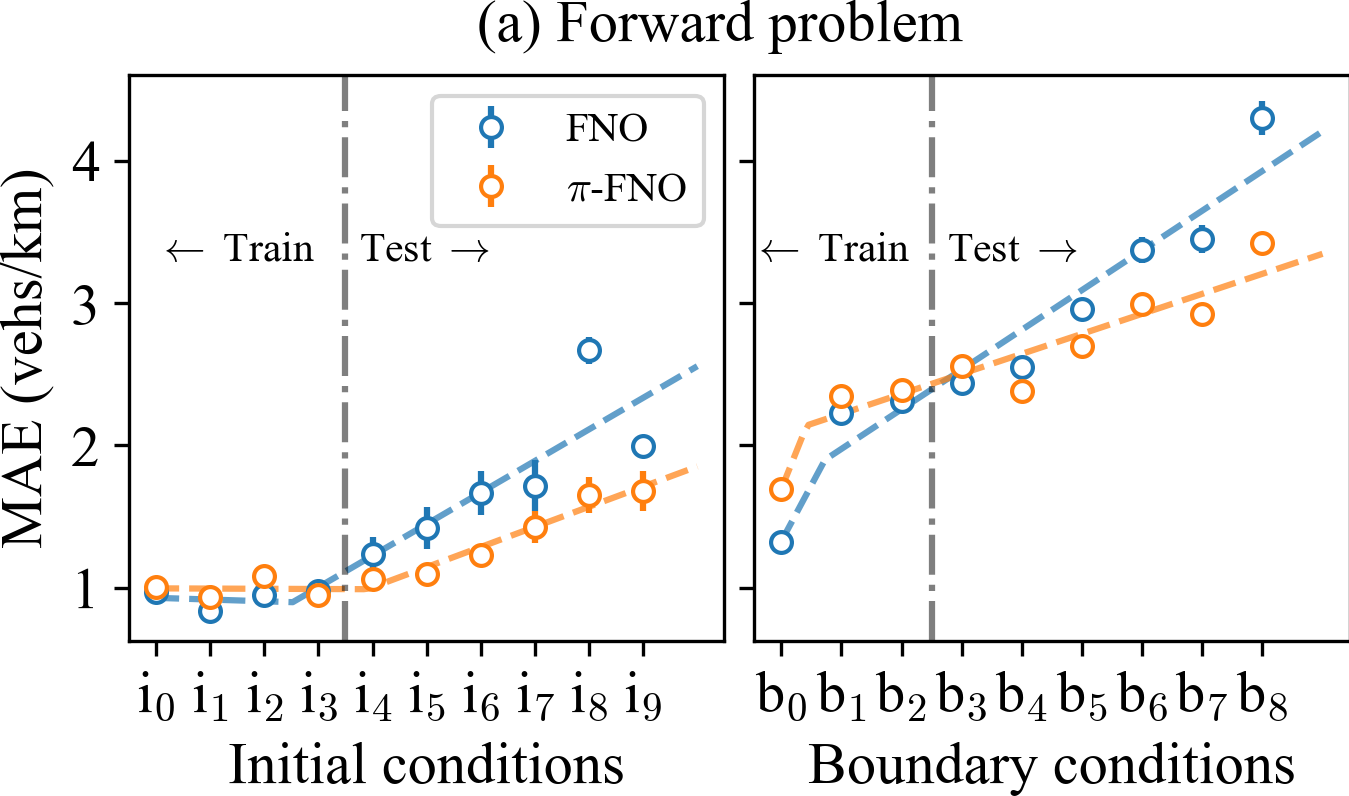 (a) Forward problem
MAE (vehs/km)
4
3
2
1
FNO
π-FNO
← Train Test →
← Train Test →
i₀ i₁ i₂ i₃ i₄ i₅ i₆ i₇ i₈ i₉
b₀ b₁ b₂ b₃ b₄ b₅ b₆ b₇ b₈
Initial conditions
Boundary conditions